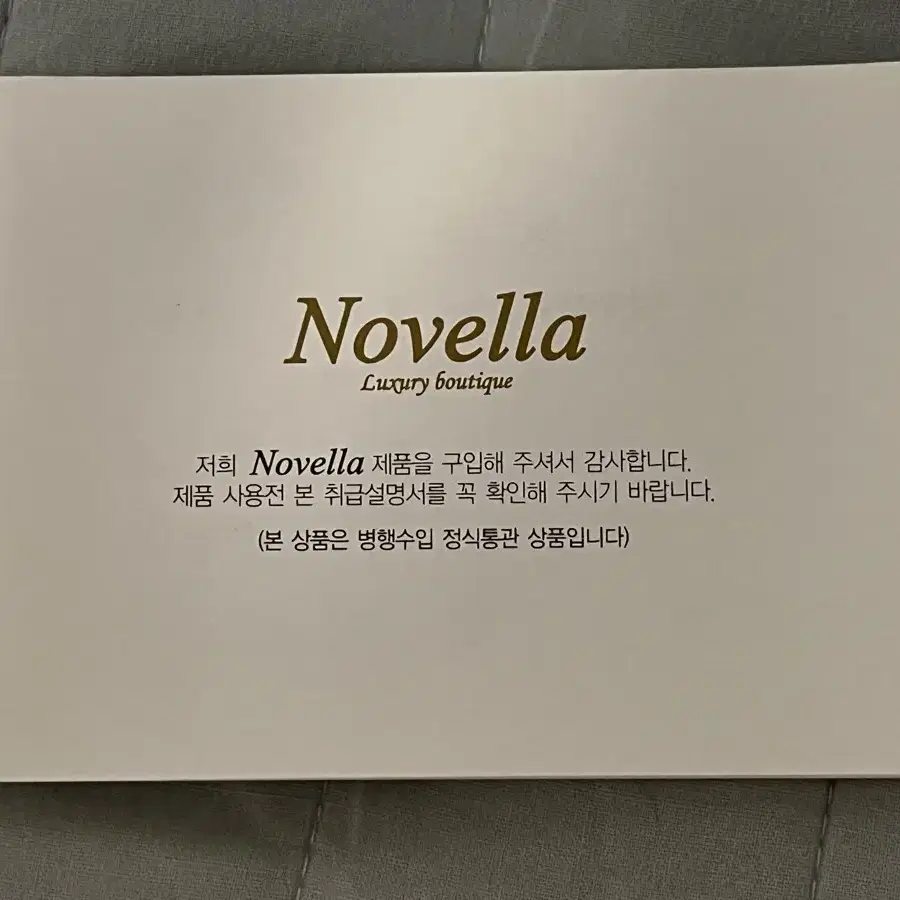 Novella
Luxury boutique
저희 Novella 제품을 구입해 주셔서 감사합니다.
제품 사용전 본 취급설명서를 꼭 확인해 주시기 바랍니다.
(본 상품은 병행수입 정식통관 상품입니다)